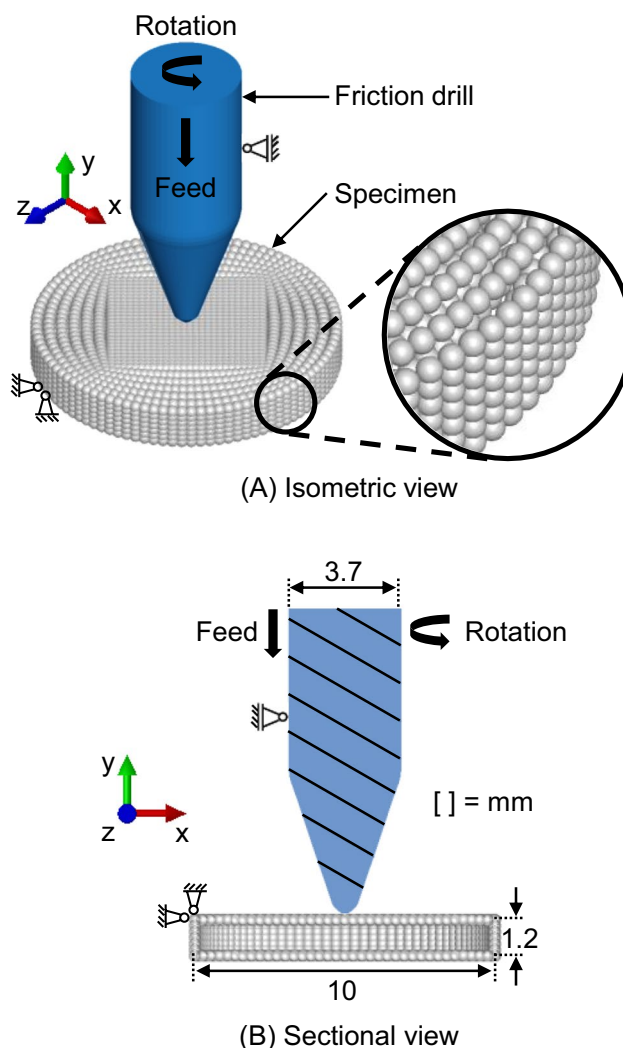 Rotation
Friction drill
Feed
y
z
x
Specimen
(A) Isometric view
3.7
Feed
Rotation
y
z
x
[ ] = mm
1.2
10
(B) Sectional view